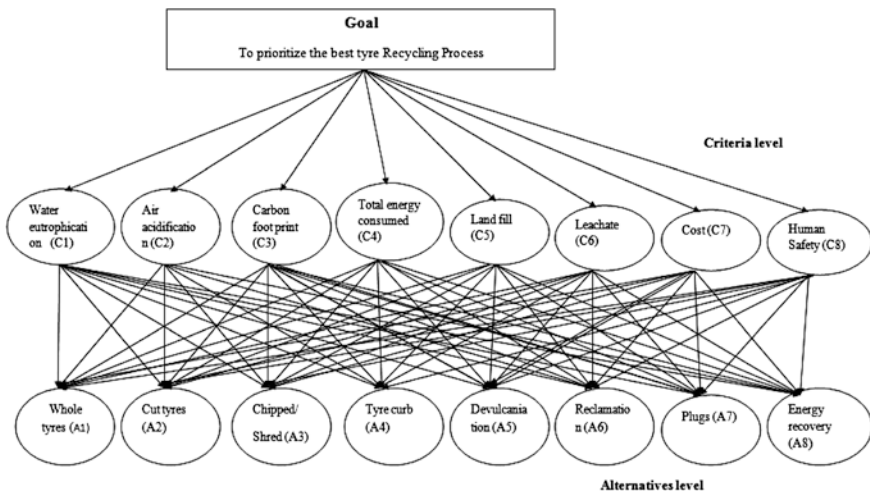 Goal
To prioritize the best tyre Recycling Process
Criteria level
Water
eutrophicati
on (C1)
Air
acidificatio
n (C2)
Carbon
foot print
(C3)
Total energy
consumed
(C4)
Land fill
(C5)
Leachate
(C6)
Cost (C7)
Human
Safety (C8)
Whole
tyres (A1)
Cut tyres
(A2)
Chipped/
Shred (A3)
Tyre curb
(A4)
Devulcania
ation (A5)
Reclamatio
n (A6)
Plugs (A7)
Energy
recovery
(A8)
Alternatives level